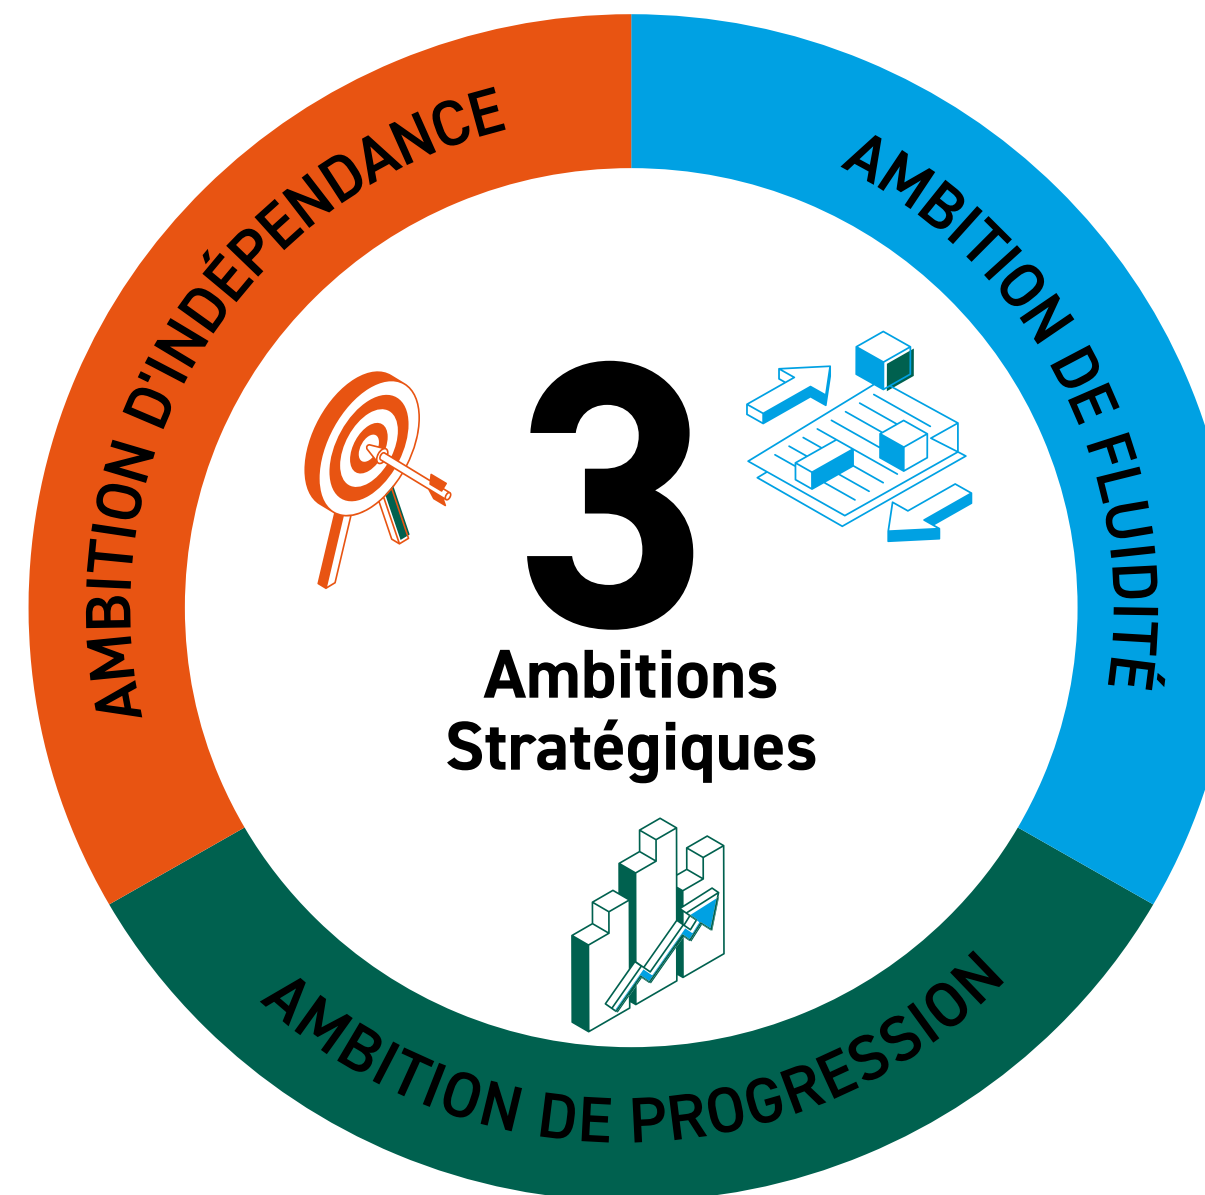 AMBITION D'INDÉPENDANCE
AMBITION DE FLUIDITÉ
3
Ambitions
Stratégiques
AMBITION DE PROGRESSION